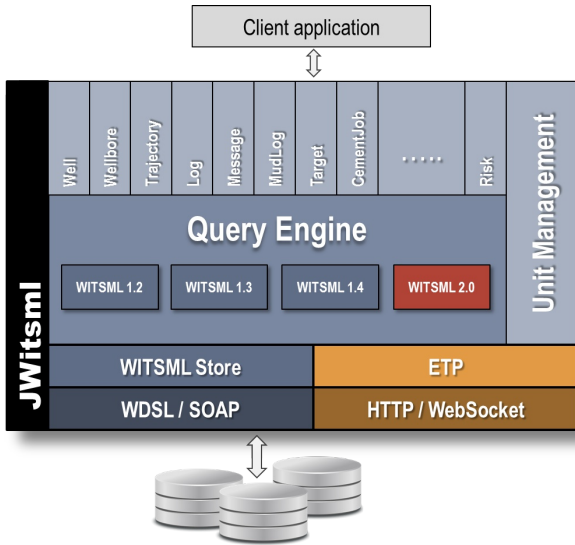 Client application
JWitsml
Well
Wellbore
Trajectory
Log
Message
MudLog
Target
CementJob
.....
Risk
Unit Management
Query Engine
WITSML 1.2
WITSML 1.3
WITSML 1.4
WITSML 2.0
WITSML Store
ETP
WDSL / SOAP
HTTP / WebSocket